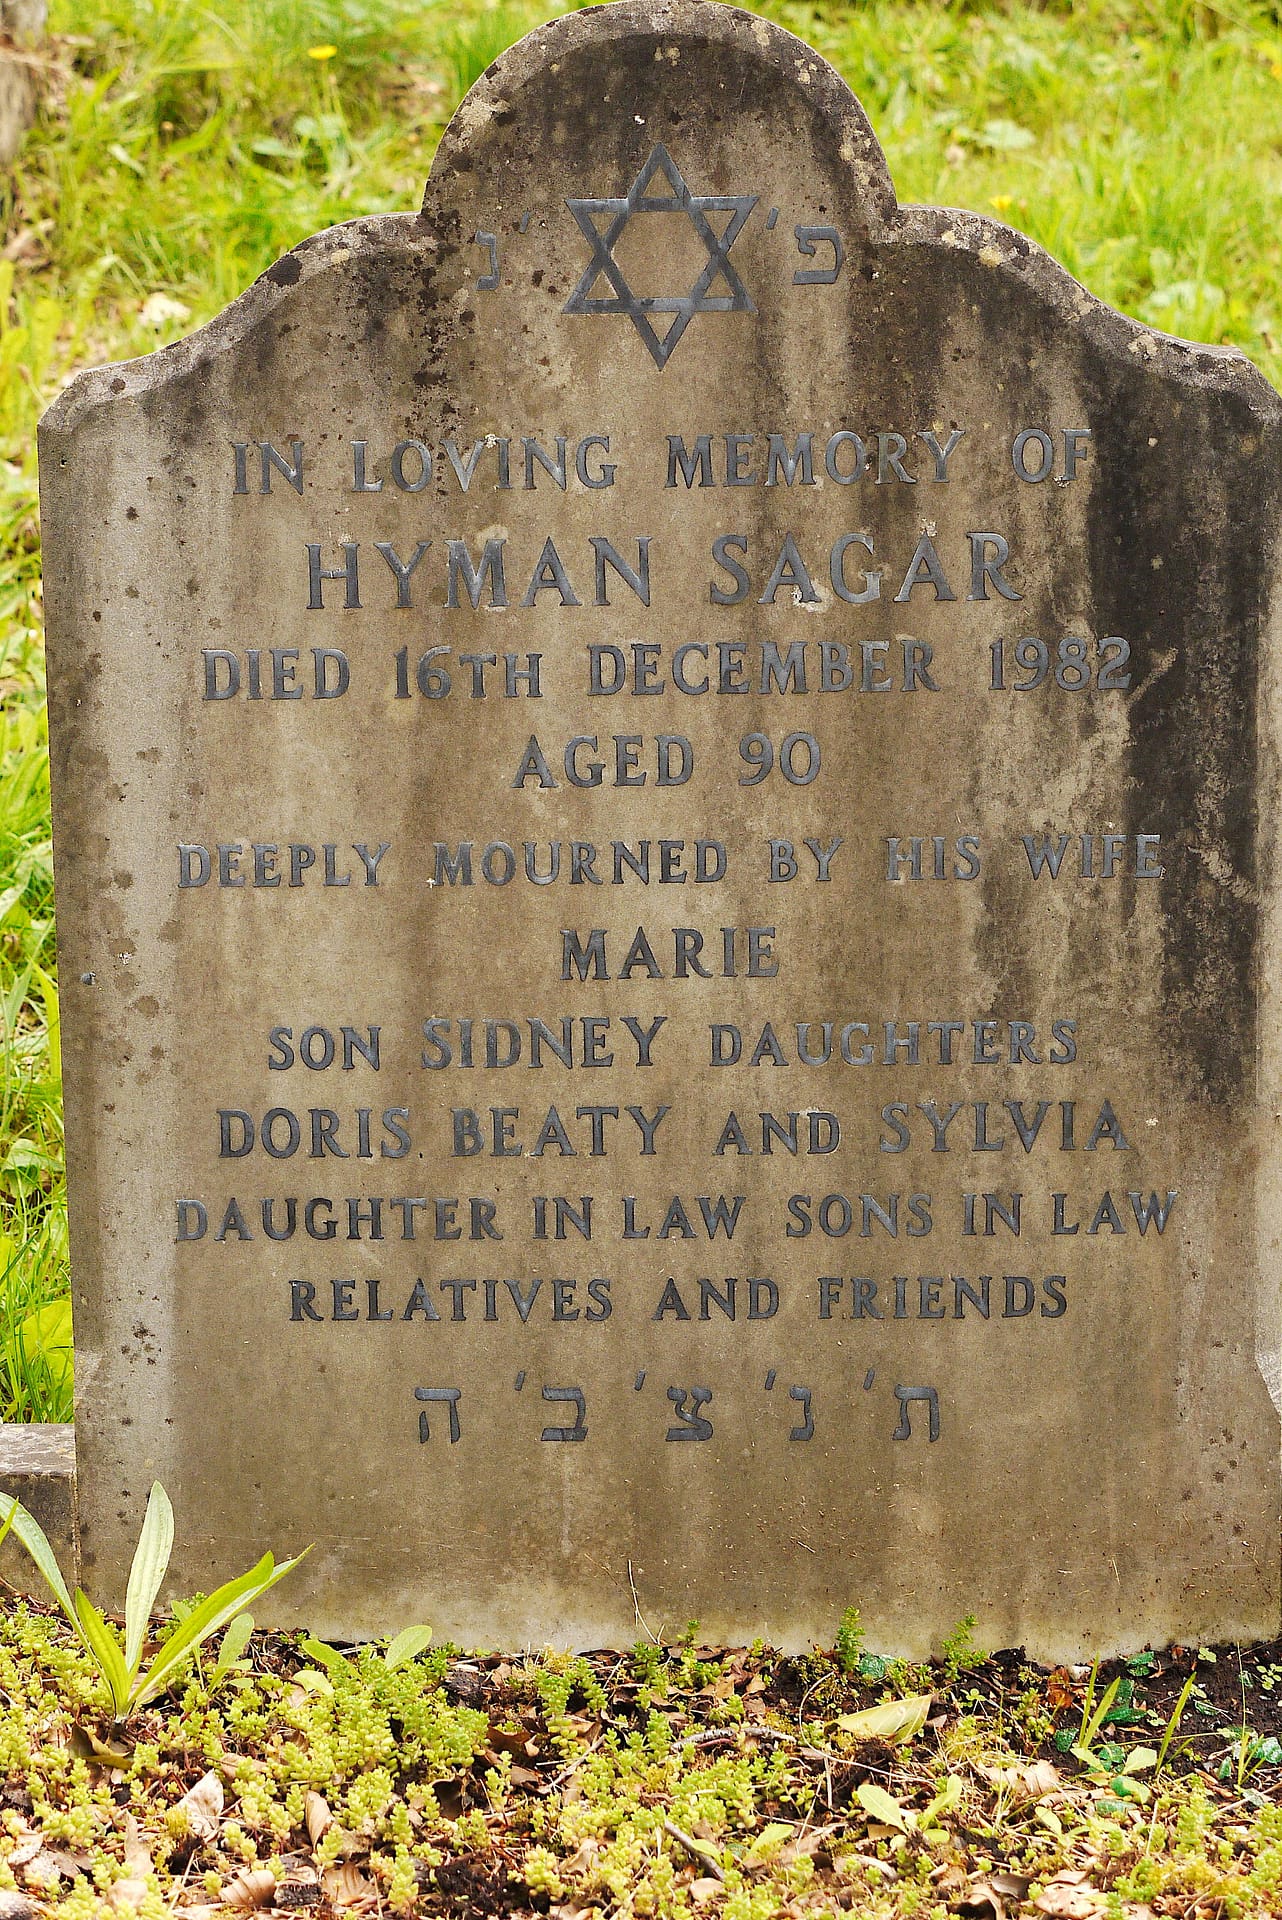 פ' נ'
IN LOVING MEMORY OF
HYMAN SAGAR
DIED 16TH DECEMBER 1982
AGED 90
DEEPLY MOURNED BY HIS WIFE
MARIE
SON SIDNEY DAUGHTERS
DORIS. BEATY AND SYLVIA
DAUGHTER IN LAW SONS IN LAW
RELATIVES AND FRIENDS
ת' נ' צ' ב' ה